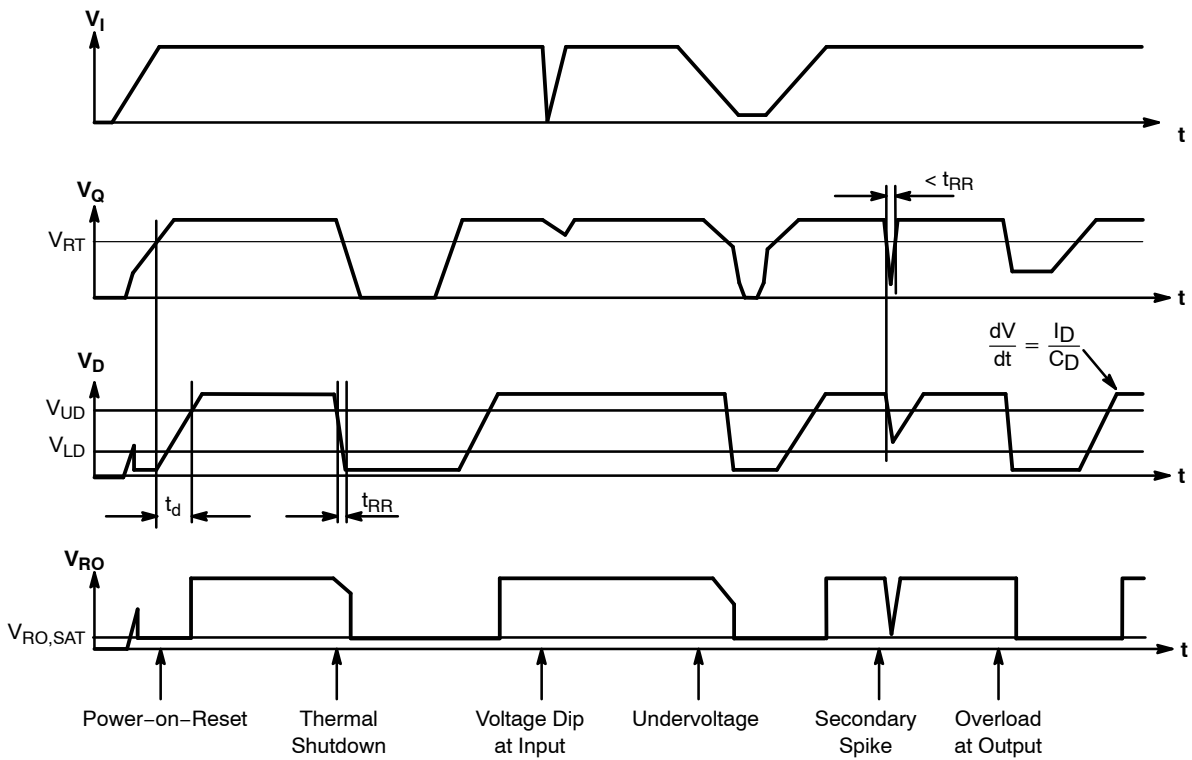 V_I
t
V_Q
< t_RR
V_RT
t
dV/dt = I_D/C_D
V_D
V_UD
V_LD
t
t_d
t_RR
V_RO
V_RO,SAT
t
Power−on−Reset
Thermal
Shutdown
Voltage Dip
at Input
Undervoltage
Secondary
Spike
Overload
at Output